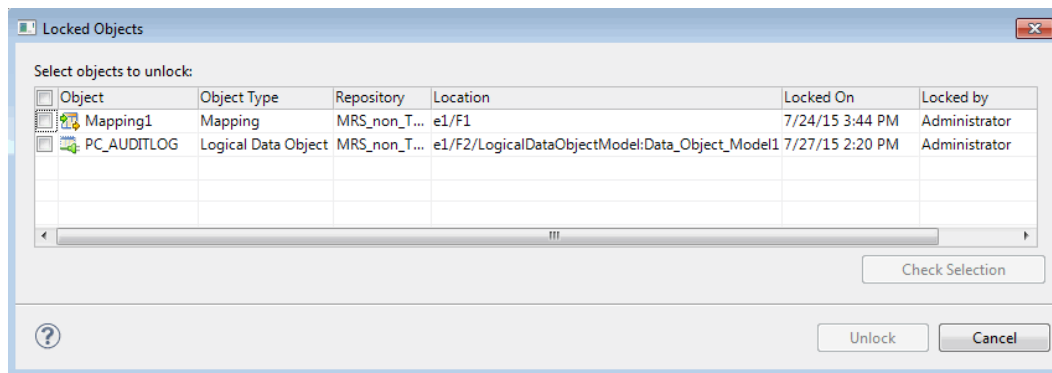 Locked Objects
Select objects to unlock:
Object Object Type Repository Location Locked On Locked by
Mapping1 Mapping MRS_non_T... e1/F1 7/24/15 3:44 PM Administrator
PC_AUDITLOG Logical Data Object MRS_non_T... e1/F2/LogicalDataObjectModel:Data_Object_Model1 7/27/15 2:20 PM Administrator
Check Selection
Unlock Cancel